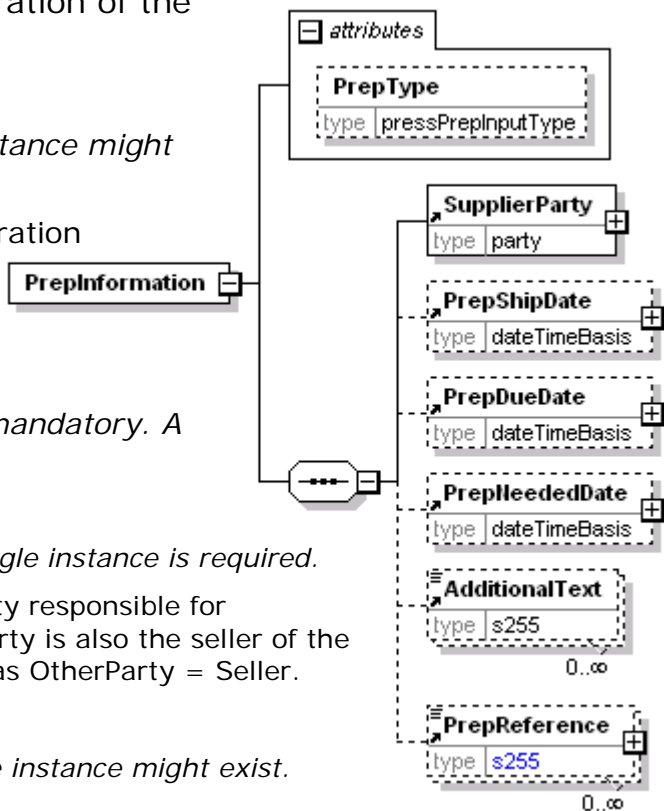 ration of the
stance might
ration
mandatory. A
gle instance is required.
ty responsible for
rty is also the seller of the
as OtherParty = Seller.
e instance might exist.
PrepInformation
attributes
PrepType
type pressPrepInputType
SupplierParty
type party
PrepShipDate
type dateTimeBasis
PrepDueDate
type dateTimeBasis
PrepNeededDate
type dateTimeBasis
AdditionalText
type s255
0..∞
PrepReference
type s255
0..∞